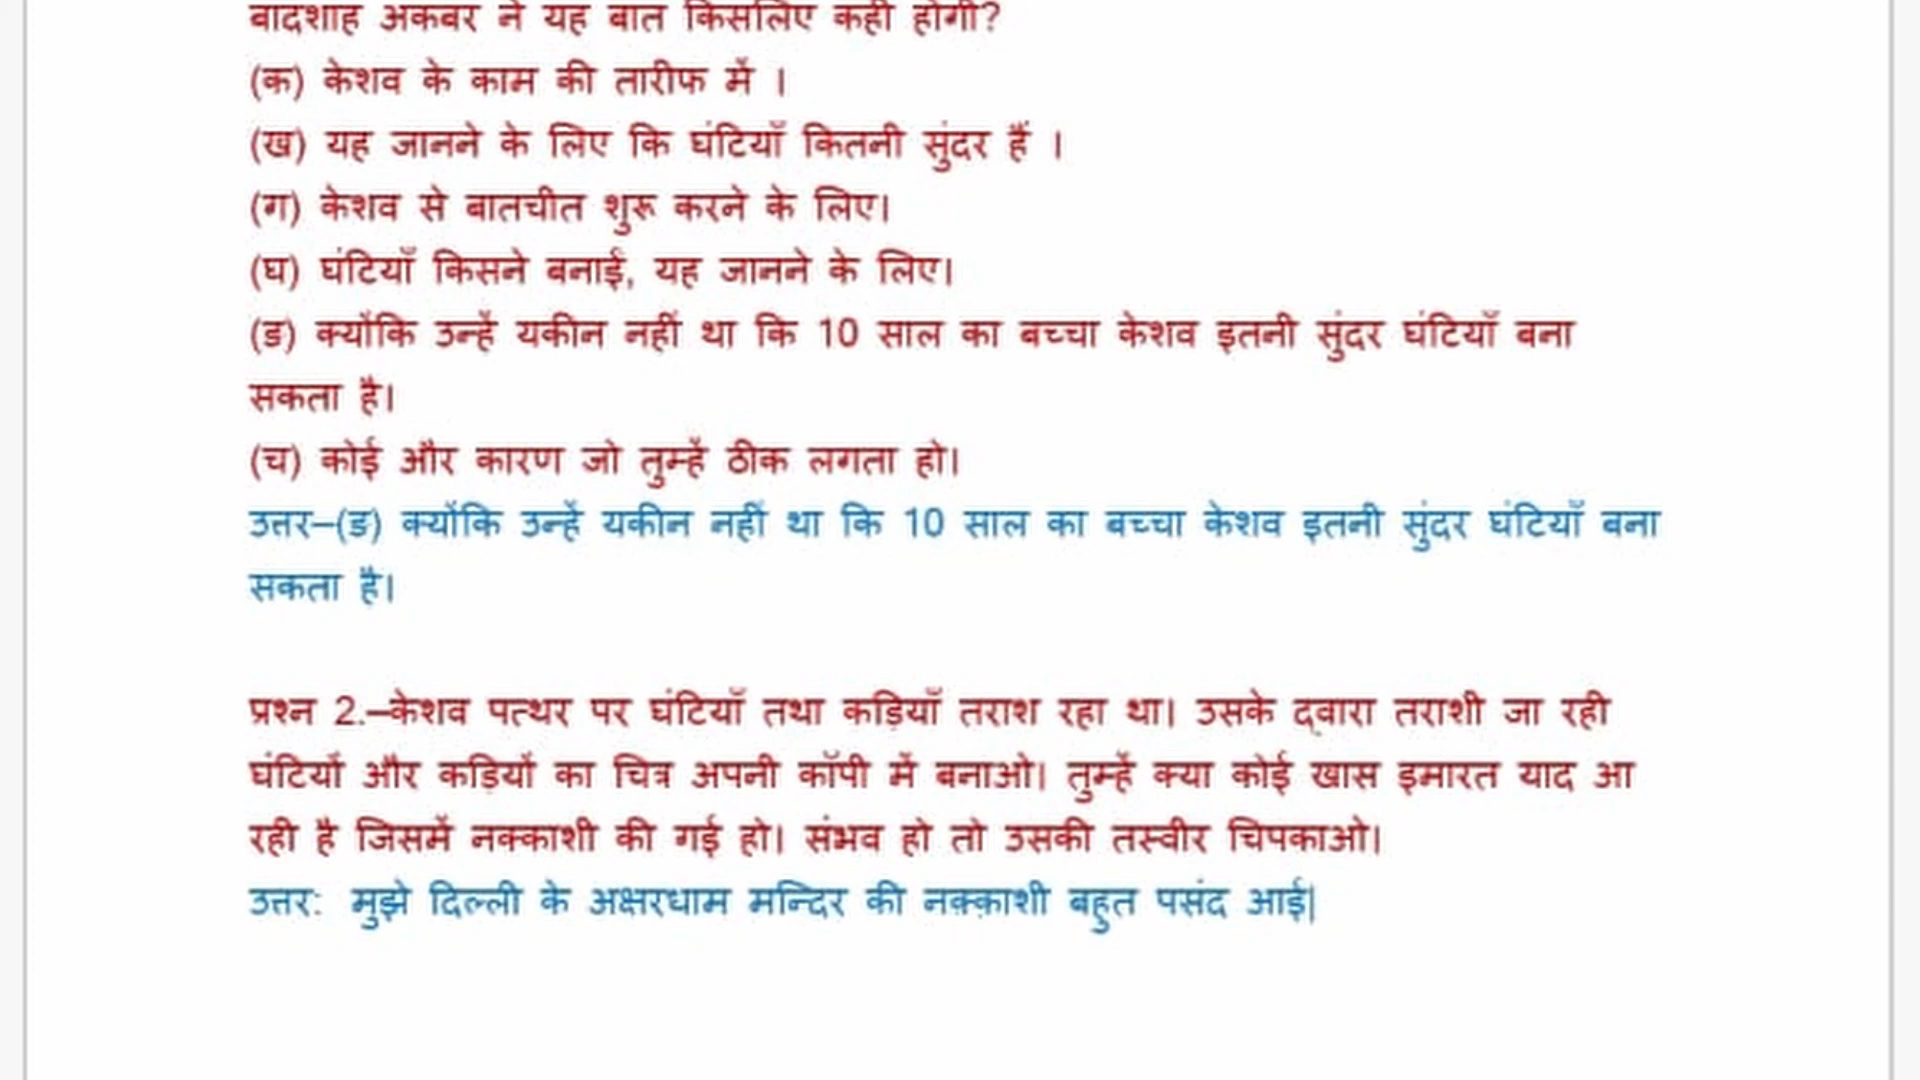 बादशाह अकबर ने यह बात किसलिए कही होगी?
(क) केशव के काम की तारीफ में ।
(ख) यह जानने के लिए कि घंटियाँ कितनी सुंदर हैं ।
(ग) केशव से बातचीत शुरू करने के लिए।
(घ) घंटियाँ किसने बनाई, यह जानने के लिए।
(ङ) क्योंकि उन्हें यकीन नहीं था कि 10 साल का बच्चा केशव इतनी सुंदर घंटियाँ बना
सकता है।
(च) कोई और कारण जो तुम्हें ठीक लगता हो।
उत्तर–(ङ) क्योंकि उन्हें यकीन नहीं था कि 10 साल का बच्चा केशव इतनी सुंदर घंटियाँ बना
सकता है।
प्रश्न 2.–केशव पत्थर पर घंटियाँ तथा कड़ियाँ तराश रहा था। उसके द्वारा तराशी जा रही
घंटियों और कड़ियों का चित्र अपनी कॉपी में बनाओ। तुम्हें क्या कोई खास इमारत याद आ
रही है जिसमें नक्काशी की गई हो। संभव हो तो उसकी तस्वीर चिपकाओ।
उत्तर: मुझे दिल्ली के अक्षरधाम मन्दिर की नक़्क़ाशी बहुत पसंद आई|